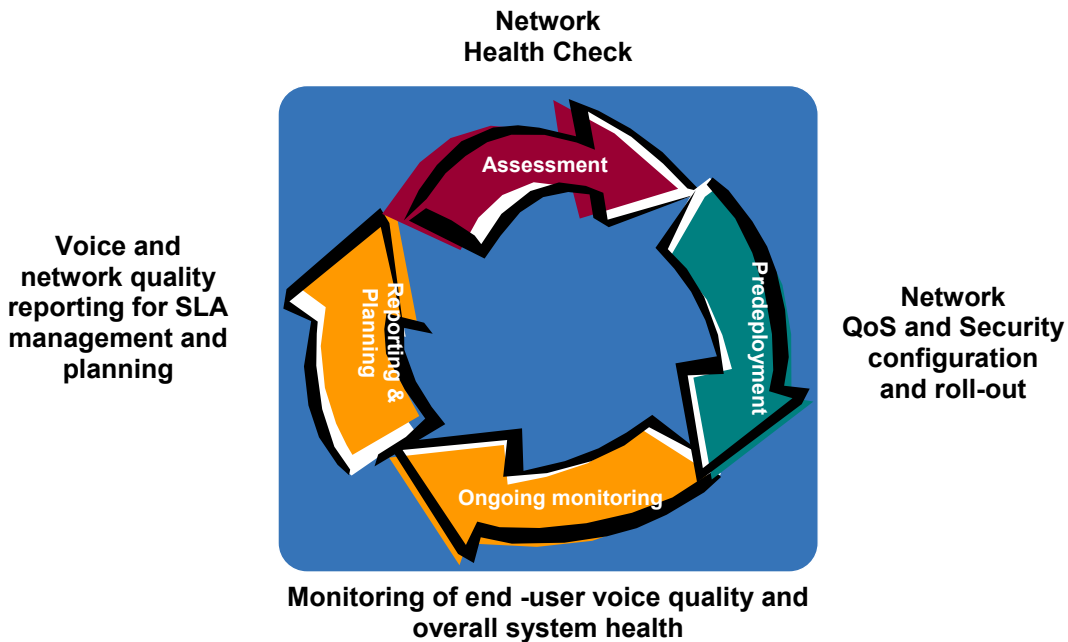 Network
Health Check
Assessment
Predeployment
Network
QoS and Security
configuration
and roll-out
Ongoing monitoring
Monitoring of end -user voice quality and
overall system health
Reporting &
Planning
Voice and
network quality
reporting for SLA
management and
planning